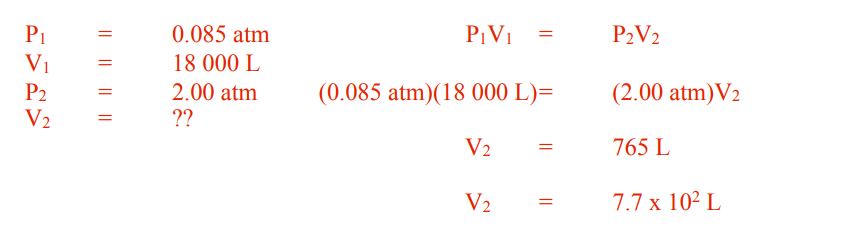 P₁ = 0.085 atm P₁V₁ = P₂V₂
V₁ = 18 000 L
P₂ = 2.00 atm (0.085 atm)(18 000 L)= (2.00 atm)V₂
V₂ = ??
V₂ = 765 L
V₂ = 7.7 x 10² L